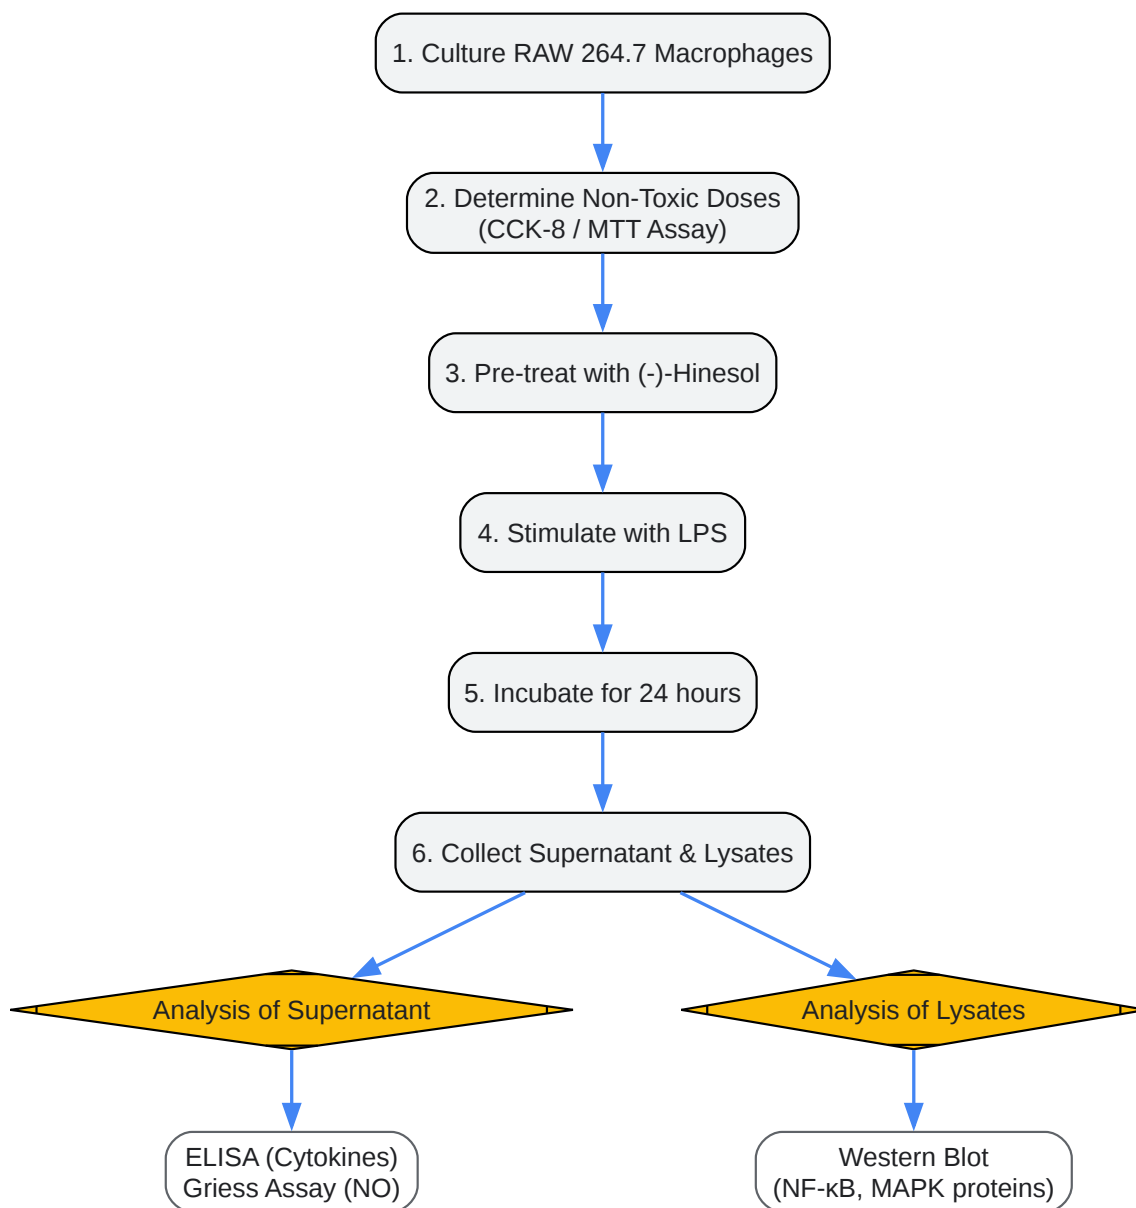 1. Culture RAW 264.7 Macrophages
2. Determine Non-Toxic Doses
(CCK-8 / MTT Assay)
3. Pre-treat with (-)-Hinesol
4. Stimulate with LPS
5. Incubate for 24 hours
6. Collect Supernatant & Lysates
Analysis of Supernatant
Analysis of Lysates
ELISA (Cytokines)
Griess Assay (NO)
Western Blot
(NF-κB, MAPK proteins)